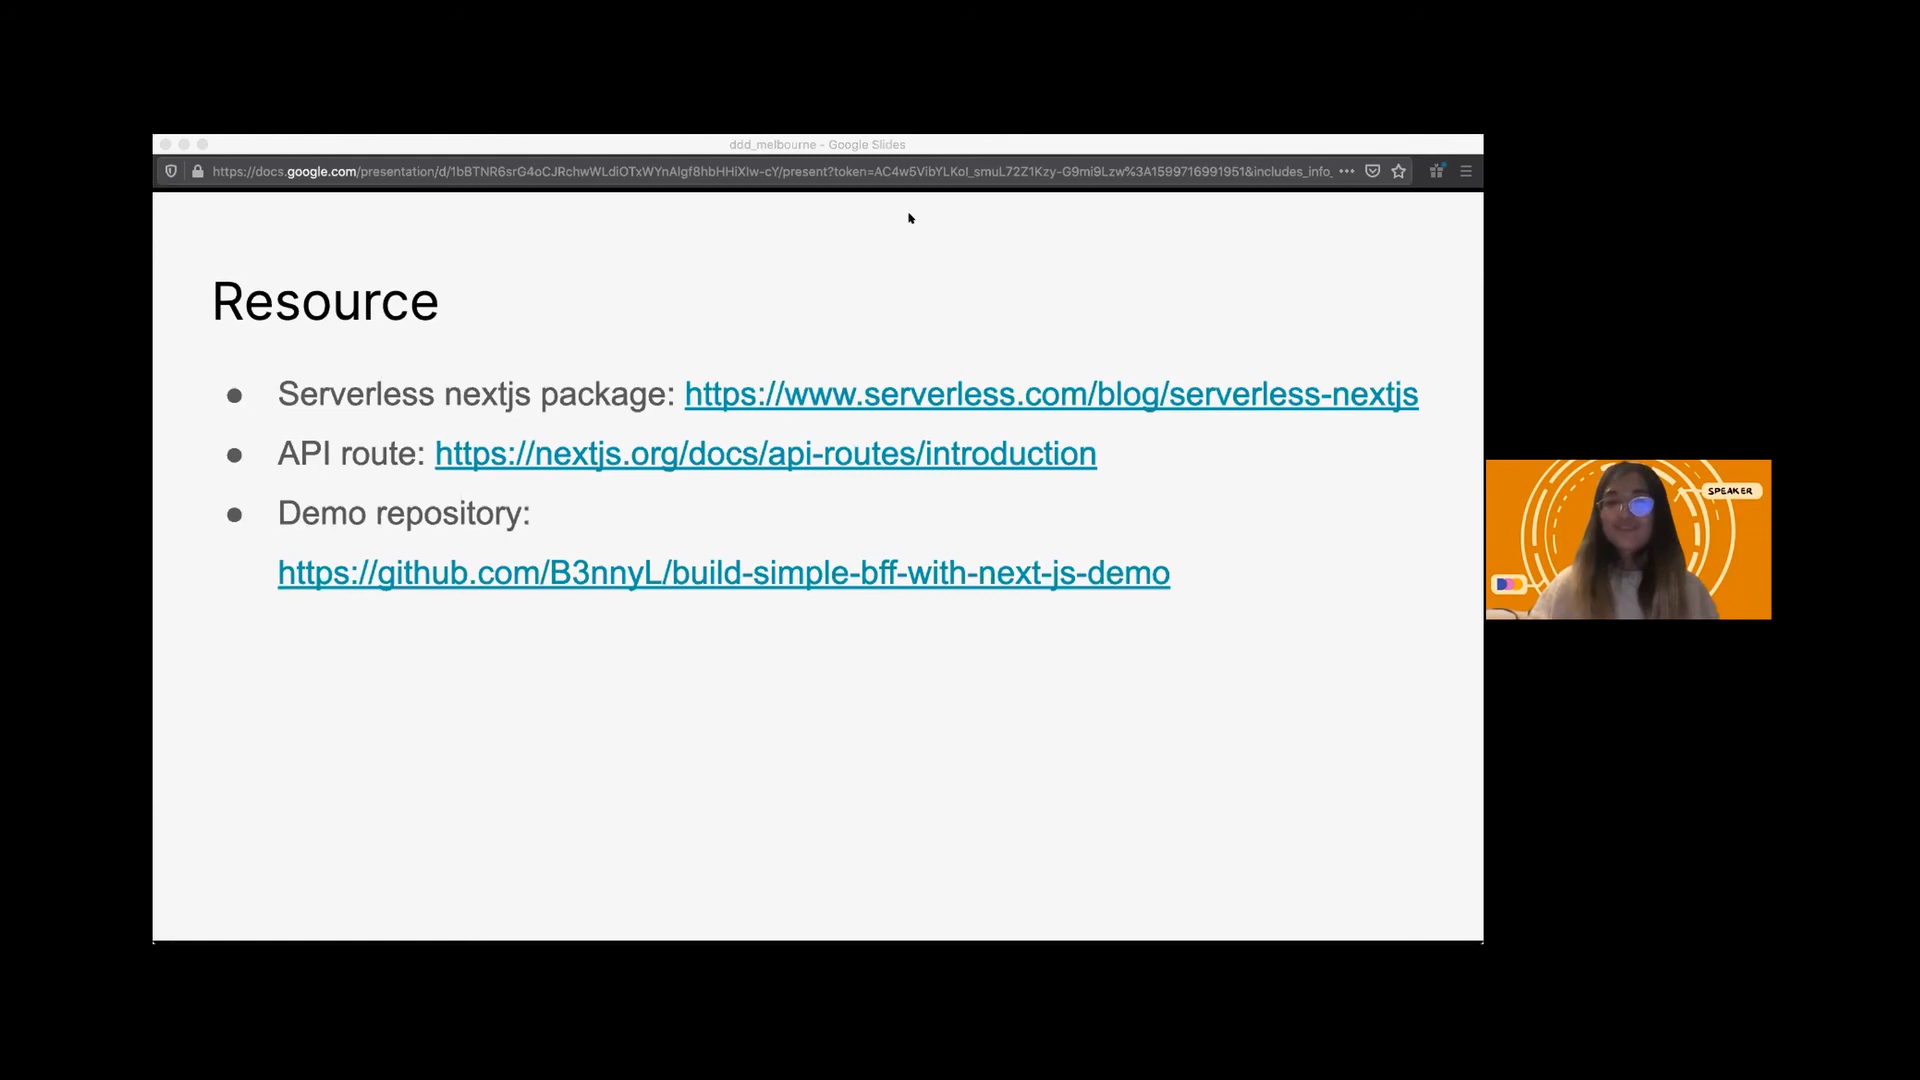 ddd_melbourne - Google Slides
https://docs.google.com/presentation/d/1bBTNR6srG4oCJRchwWLdiOTxWYnAlgf8hbHHiXIw-cY/present?token=AC4w5VibYLKoI_smuL72Z1Kzy-G9mi9Lzw%3A1599716991951&includes_info_
Resource
● Serverless nextjs package: https://www.serverless.com/blog/serverless-nextjs
● API route: https://nextjs.org/docs/api-routes/introduction
● Demo repository:
https://github.com/B3nnyL/build-simple-bff-with-next-js-demo
SPEAKER